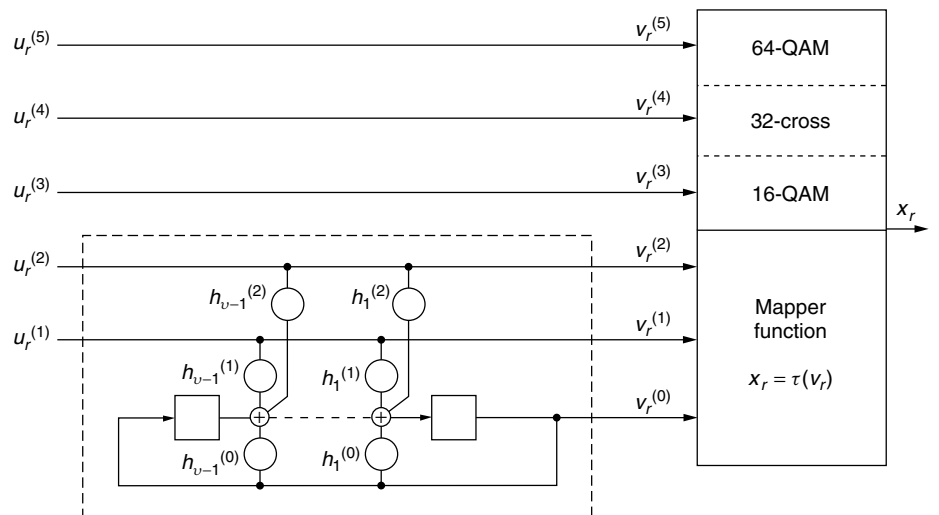 u_r^(5) v_r^(5) 64-QAM
u_r^(4) v_r^(4) 32-cross
u_r^(3) v_r^(3) 16-QAM
x_r
u_r^(2) v_r^(2)
h_υ−1^(2) h_1^(2)
Mapper
function
u_r^(1) v_r^(1)
h_υ−1^(1) h_1^(1)
x_r = τ(v_r)
+ + v_r^(0)
h_υ−1^(0) h_1^(0)